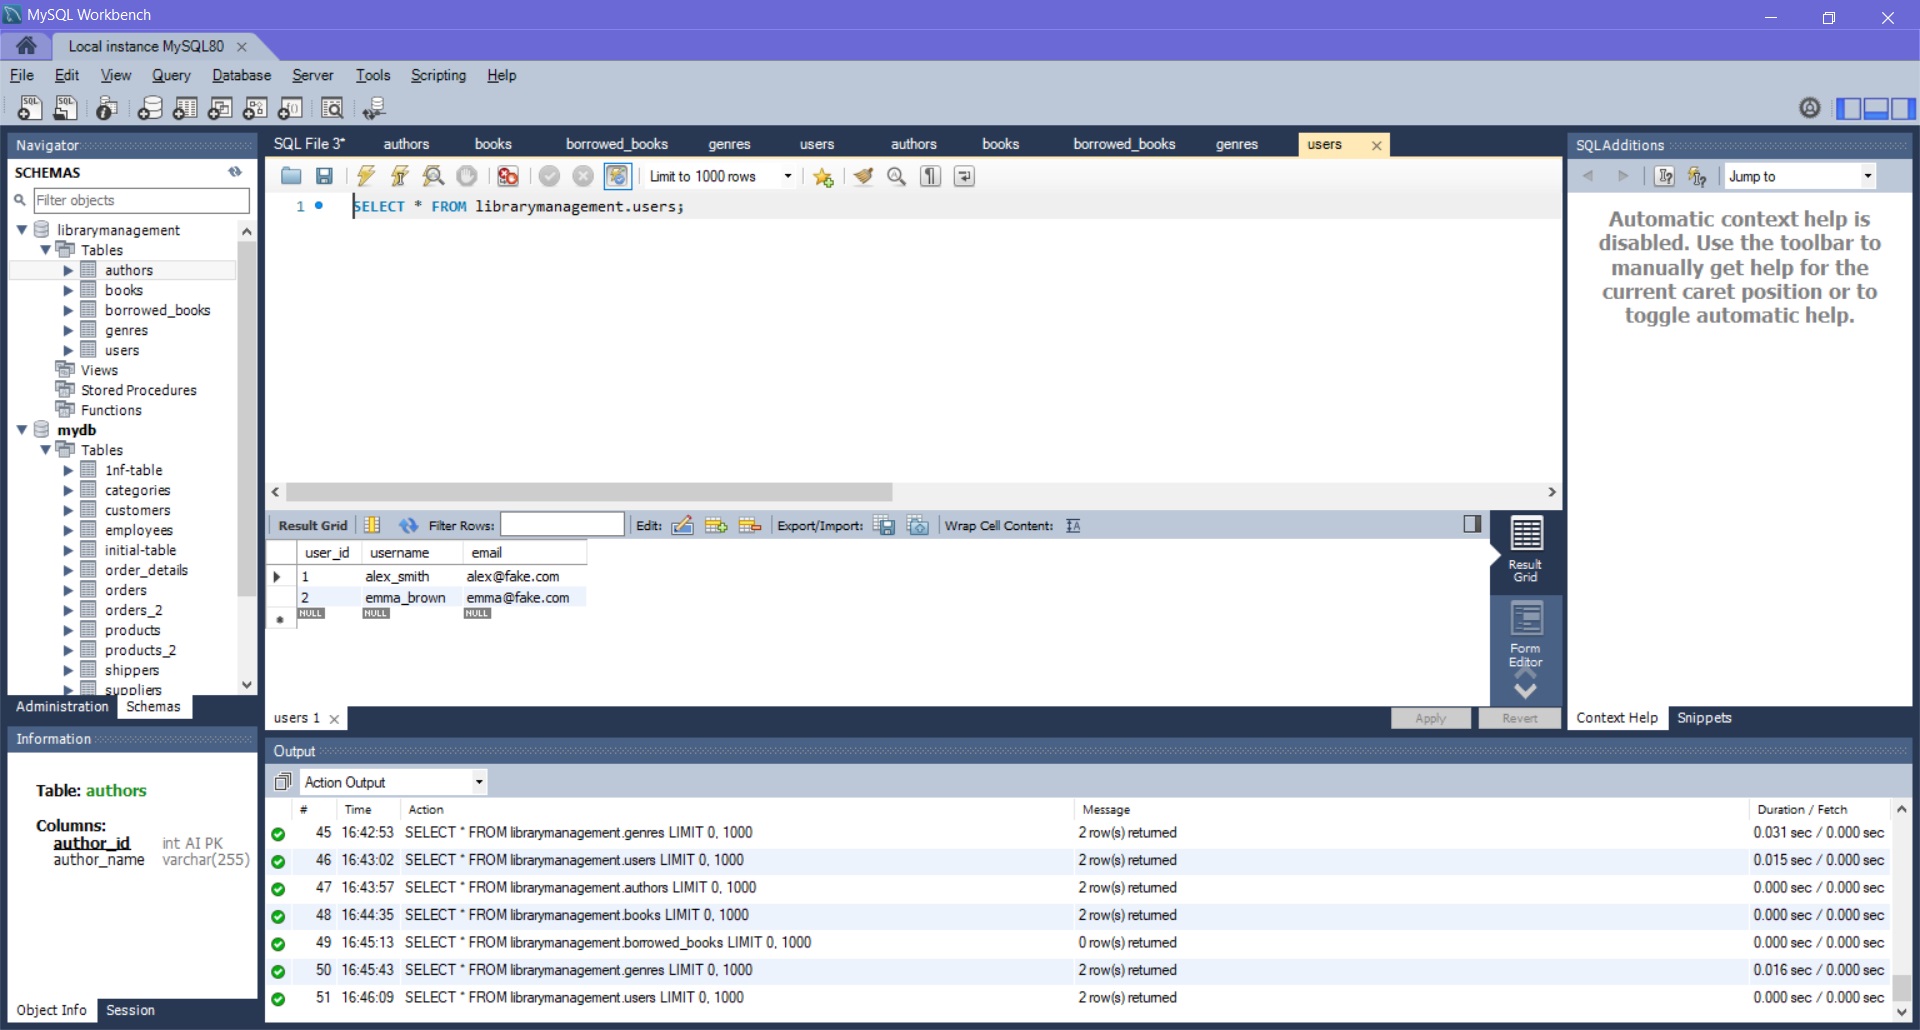 MySQL Workbench
Local instance MySQL80
File Edit View Query Database Server Tools Scripting Help
Navigator
SCHEMAS
Filter objects
librarymanagement
Tables
authors
books
borrowed_books
genres
users
Views
Stored Procedures
Functions
mydb
Tables
1nf-table
categories
customers
employees
initial-table
order_details
orders
orders_2
products
products_2
shippers
suppliers
Administration Schemas
Information
Table: authors
Columns:
author_id int AI PK
author_name varchar(255)
Object Info Session
SQL File 3* authors books borrowed_books genres users authors books borrowed_books genres users
Limit to 1000 rows
1 SELECT * FROM librarymanagement.users;
Result Grid Filter Rows: Edit: Export/Import: Wrap Cell Content:
user_id username email
1 alex_smith alex@fake.com
2 emma_brown emma@fake.com
NULL NULL NULL
Result
Grid
Form
Editor
users 1 Apply Revert
Output
Action Output
# Time Action Message Duration / Fetch
45 16:42:53 SELECT * FROM librarymanagement.genres LIMIT 0, 1000 2 row(s) returned 0.031 sec / 0.000 sec
46 16:43:02 SELECT * FROM librarymanagement.users LIMIT 0, 1000 2 row(s) returned 0.015 sec / 0.000 sec
47 16:43:57 SELECT * FROM librarymanagement.authors LIMIT 0, 1000 2 row(s) returned 0.000 sec / 0.000 sec
48 16:44:35 SELECT * FROM librarymanagement.books LIMIT 0, 1000 2 row(s) returned 0.000 sec / 0.000 sec
49 16:45:13 SELECT * FROM librarymanagement.borrowed_books LIMIT 0, 1000 0 row(s) returned 0.000 sec / 0.000 sec
50 16:45:43 SELECT * FROM librarymanagement.genres LIMIT 0, 1000 2 row(s) returned 0.016 sec / 0.000 sec
51 16:46:09 SELECT * FROM librarymanagement.users LIMIT 0, 1000 2 row(s) returned 0.000 sec / 0.000 sec
SQLAdditions
Jump to
Automatic context help is
disabled. Use the toolbar to
manually get help for the
current caret position or to
toggle automatic help.
Context Help Snippets